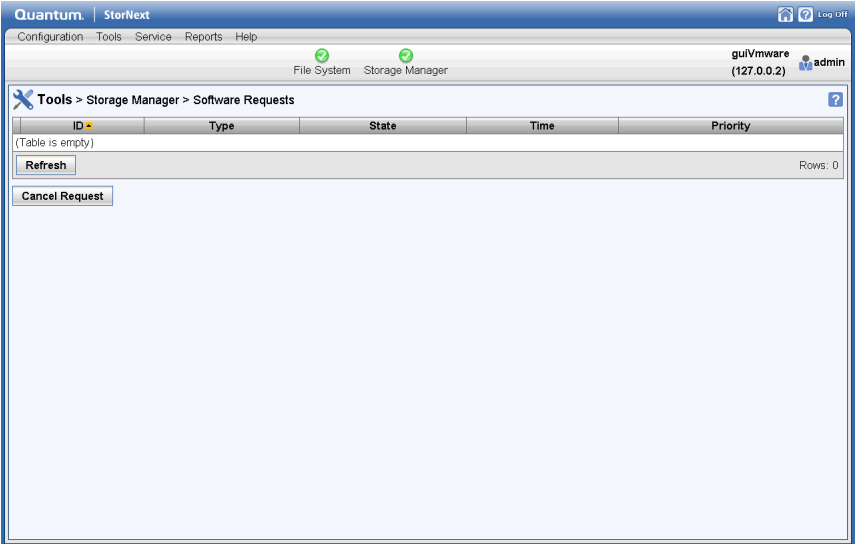 Quantum. StorNext Log Off
Configuration Tools Service Reports Help
File System Storage Manager
guiVmware
(127.0.0.2)
admin
Tools > Storage Manager > Software Requests
ID Type State Time Priority
(Table is empty)
Refresh Rows: 0
Cancel Request